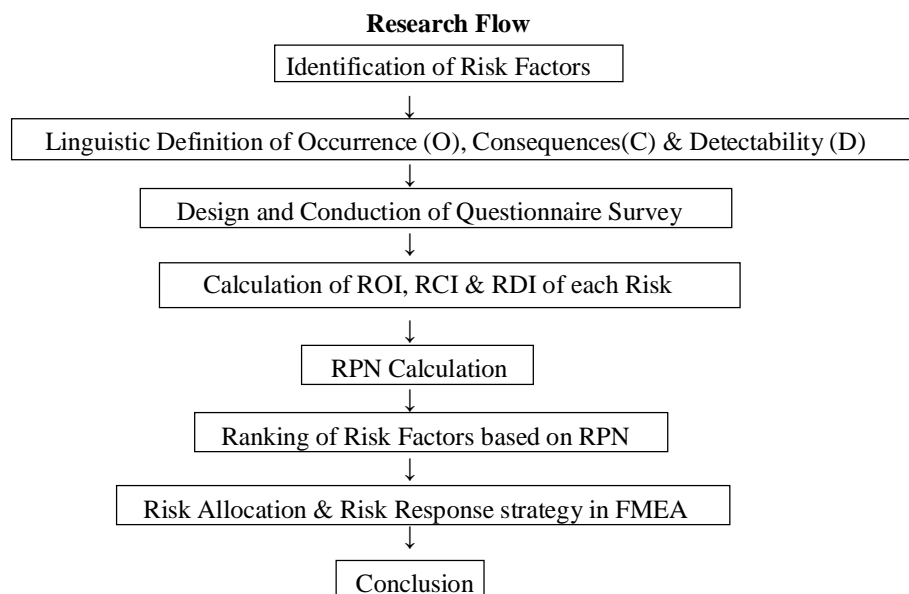 Research Flow
Identification of Risk Factors
↓
Linguistic Definition of Occurrence (O), Consequences(C) & Detectability (D)
↓
Design and Conduction of Questionnaire Survey
↓
Calculation of ROI, RCI & RDI of each Risk
↓
RPN Calculation
↓
Ranking of Risk Factors based on RPN
↓
Risk Allocation & Risk Response strategy in FMEA
↓
Conclusion